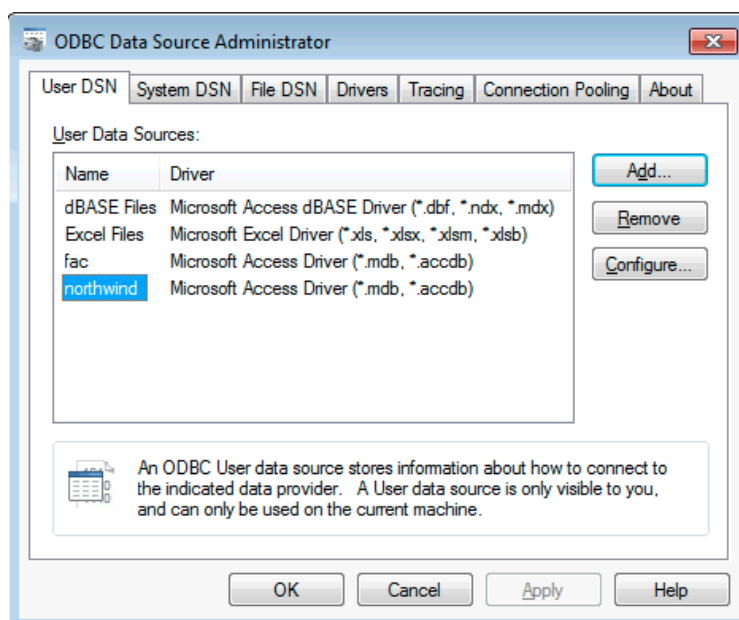 ODBC Data Source Administrator
User DSN System DSN File DSN Drivers Tracing Connection Pooling About
User Data Sources:
Name Driver
dBASE Files Microsoft Access dBASE Driver (*.dbf, *.ndx, *.mdx)
Excel Files Microsoft Excel Driver (*.xls, *.xlsx, *.xlsm, *.xlsb)
fac Microsoft Access Driver (*.mdb, *.accdb)
northwind Microsoft Access Driver (*.mdb, *.accdb)
Add...
Remove
Configure...
An ODBC User data source stores information about how to connect to
the indicated data provider. A User data source is only visible to you,
and can only be used on the current machine.
OK Cancel Apply Help